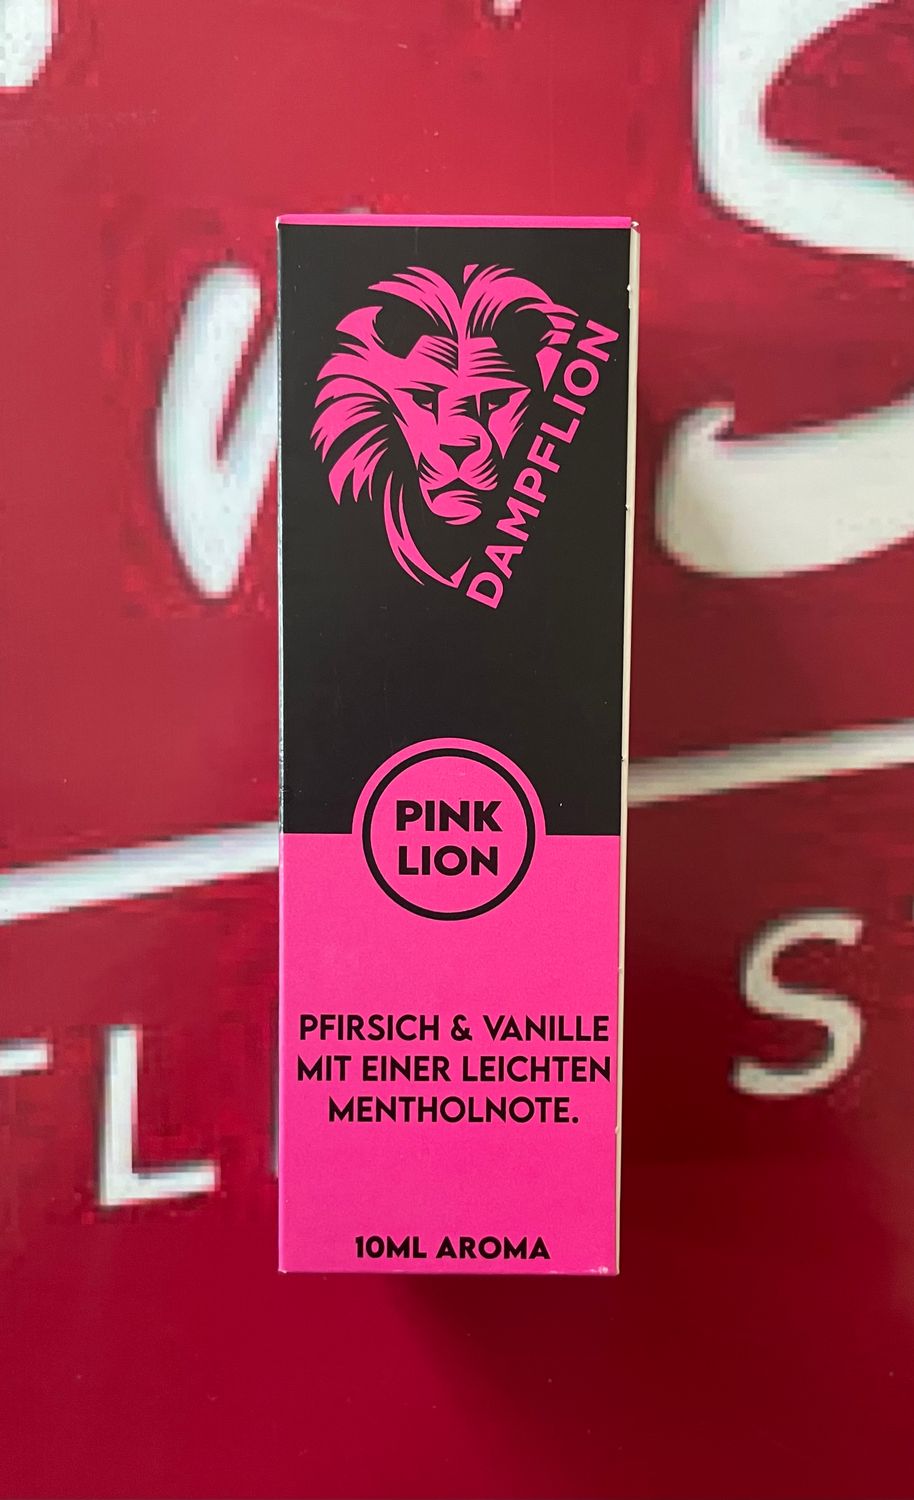 DAMPFLION
PINK
LION
PFIRSICH & VANILLE
MIT EINER LEICHTEN
MENTHOLNOTE.
10ML AROMA